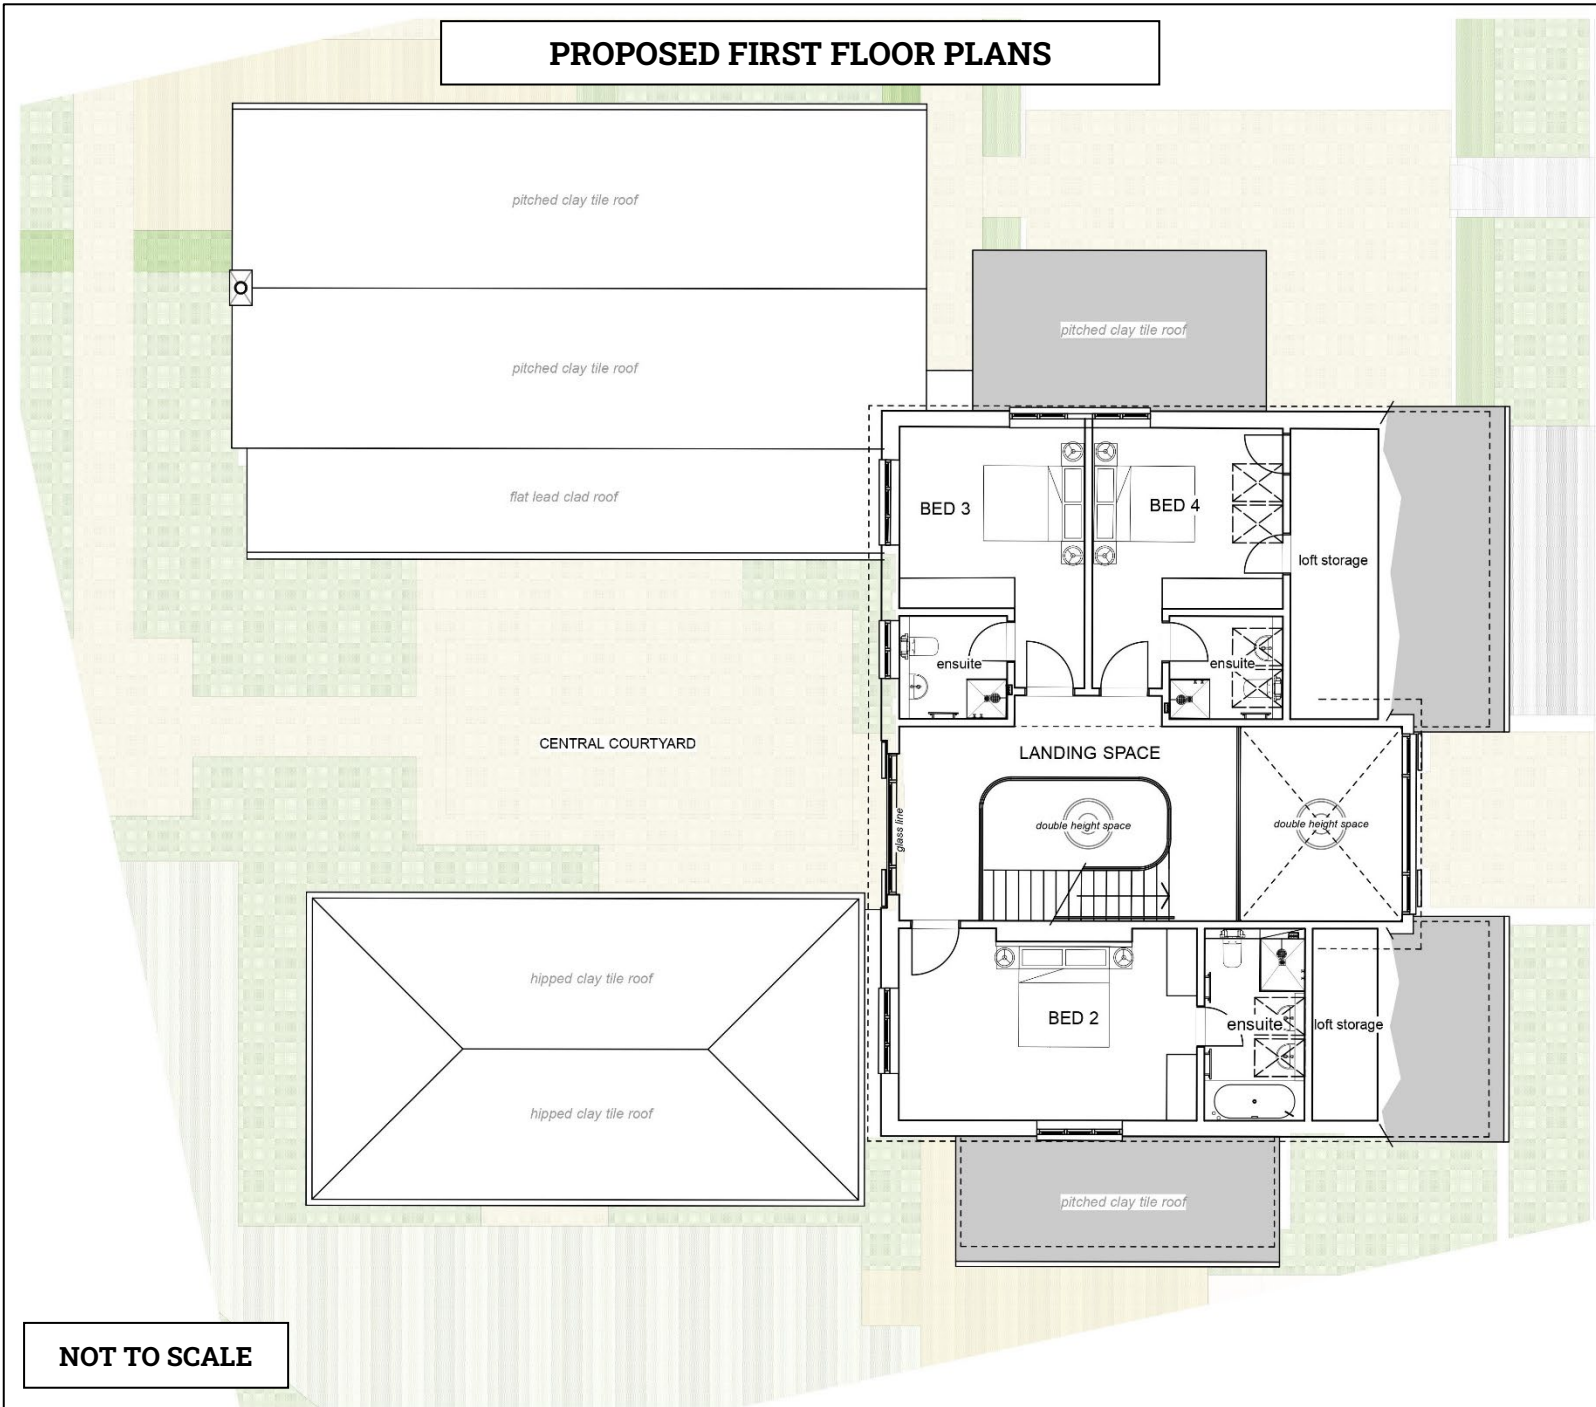 PROPOSED FIRST FLOOR PLANS
pitched clay tile roof
pitched clay tile roof
pitched clay tile roof
flat lead clad roof
BED 3
BED 4
loft storage
ensuite
ensuite
CENTRAL COURTYARD
LANDING SPACE
glass line
double height space
double height space
hipped clay tile roof
BED 2
ensuite
loft storage
hipped clay tile roof
pitched clay tile roof
NOT TO SCALE